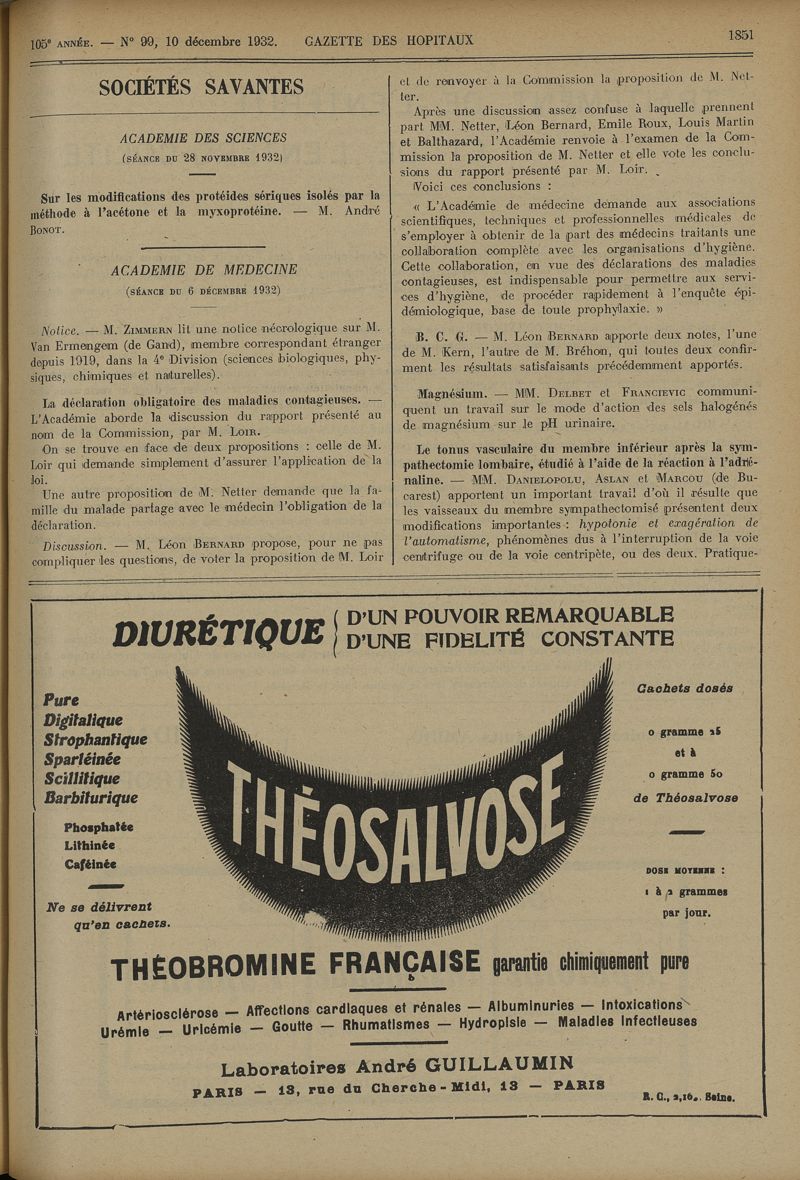 105e ANNÉE. — N° 99, 10 décembre 1932. GAZETTE DES HOPITAUX 1851
SOCIÉTÉS SAVANTES
ACADEMIE DES SCIENCES
(SÉANCE DU 28 NOVEMBRE 1932)
Sur les modifications des protéides sériques isolés par la
méthode à l'acétone et la myxoprotéine. — M. André
BONOT.
ACADEMIE DE MEDECINE
(SÉANCE DU 6 DÉCEMBRE 1932)
Notice. — M. ZIMMERN lit une notice nécrologique sur M.
Van Ermengem (de Gand), membre correspondant étranger
depuis 1919, dans la 4e Division (sciences biologiques, phy-
siques, chimiques et naturelles).
La déclaration obligatoire des maladies contagieuses. —
L'Académie aborde la discussion du rapport présenté au
nom de la Commission, par M. LOIR.
On se trouve en face de deux propositions : celle de M.
Loir qui demande simplement d'assurer l'application de la
loi.
Une autre proposition de M. Netter demande que la fa-
mille du malade partage avec le médecin l'obligation de la
déclaration.
Discussion. — M. Léon BERNARD propose, pour ne pas
compliquer les questions, de voter la proposition de M. Loir
et de renvoyer à la Commission la proposition de M. Net-
ter.
Après une discussion assez confuse à laquelle prennent
part MM. Netter, Léon Bernard, Emile Roux, Louis Martin
et Balthazard, l'Académie renvoie à l'examen de la Com-
mission la proposition de M. Netter et elle vote les conclu-
sions du rapport présenté par M. Loir.
Voici ces conclusions :
« L'Académie de médecine demande aux associations
scientifiques, techniques et professionnelles médicales de
s'employer à obtenir de la part des médecins traitants une
collaboration complète avec les organisations d'hygiène.
Cette collaboration, en vue des déclarations des maladies
contagieuses, est indispensable pour permettre aux servi-
ces d'hygiène, de procéder rapidement à l'enquête épi-
démiologique, base de toute prophylaxie. »
B. C. G. — M. Léon BERNARD apporte deux notes, l'une
de M. Kern, l'autre de M. Bréhon, qui toutes deux confir-
ment les résultats satisfaisants précédemment apportés.
Magnésium. — MM. DELBET et FRANCIEVIC communi-
quent un travail sur le mode d'action des sels halogénés
de magnésium sur le pH urinaire.
Le tonus vasculaire du membre inférieur après la sym-
pathectomie lombaire, étudié à l'aide de la réaction à l'adré-
naline. — MM. DANIELOPOLU, ASLAN et MARCOU (de Bu-
carest) apportent un important travail d'où il résulte que
les vaisseaux du membre sympathectomisé présentent deux
modifications importantes : hypotonie et exagération de
l'automatisme, phénomènes dus à l'interruption de la voie
centrifuge ou de la voie centripète, ou des deux. Pratique-
DIURÉTIQUE
D'UN POUVOIR REMARQUABLE
D'UNE FIDELITÉ CONSTANTE
Pure
Digitalique
Strophantique
Spartéinée
Scillitique
Barbiturique
Phosphatée
Lithinée
Caféinée
Ne se délivrent
qu'en cachets.
THÉOSALVOSE
Cachets dosés
0 gramme 25
et à
0 gramme 50
de Théosalvose
DOSE MOYENNE :
1 à 2 grammes
par jour.
THÉOBROMINE FRANÇAISE garantie chimiquement pure
Artériosclérose — Affections cardiaques et rénales — Albuminuries — Intoxications
Urémie — Uricémie — Goutte — Rhumatismes — Hydropisie — Maladies Infectieuses
Laboratoires André GUILLAUMIN
PARIS — 13, rue du Cherche-Midi, 13 — PARIS
R. C., Seine.